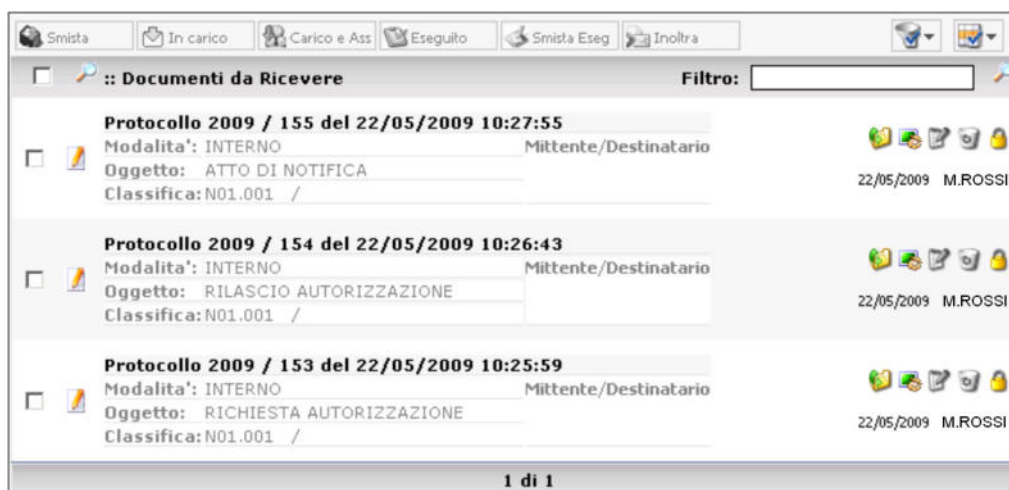 Smista In carico Carico e Ass Eseguito Smista Eseg Inoltra
:: Documenti da Ricevere Filtro:
Protocollo 2009 / 155 del 22/05/2009 10:27:55
Modalita': INTERNO Mittente/Destinatario
Oggetto: ATTO DI NOTIFICA
Classifica: N01.001 /
22/05/2009 M.ROSSI
Protocollo 2009 / 154 del 22/05/2009 10:26:43
Modalita': INTERNO Mittente/Destinatario
Oggetto: RILASCIO AUTORIZZAZIONE
Classifica: N01.001 /
22/05/2009 M.ROSSI
Protocollo 2009 / 153 del 22/05/2009 10:25:59
Modalita': INTERNO Mittente/Destinatario
Oggetto: RICHIESTA AUTORIZZAZIONE
Classifica: N01.001 /
22/05/2009 M.ROSSI
1 di 1